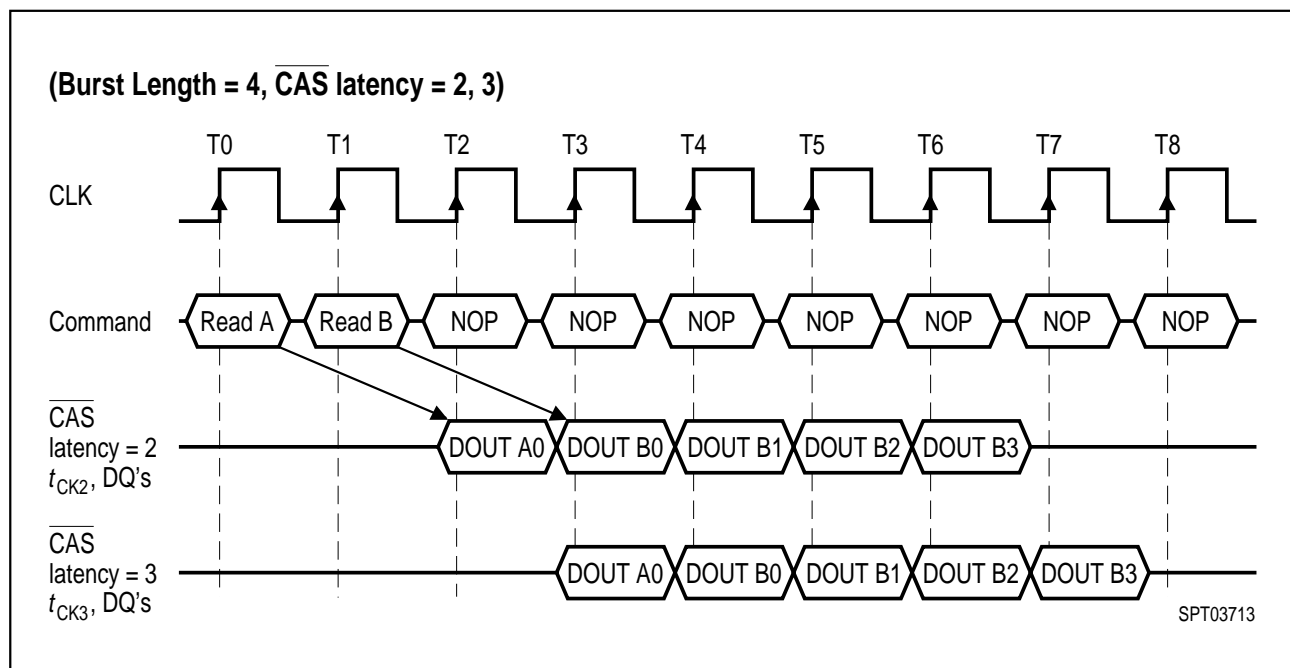 (Burst Length = 4, CAS latency = 2, 3)
T0 T1 T2 T3 T4 T5 T6 T7 T8
CLK
Command Read A Read B NOP NOP NOP NOP NOP NOP NOP
CAS
latency = 2
tCK2, DQ's
DOUT A0 DOUT B0 DOUT B1 DOUT B2 DOUT B3
CAS
latency = 3
tCK3, DQ's
DOUT A0 DOUT B0 DOUT B1 DOUT B2 DOUT B3
SPT03713